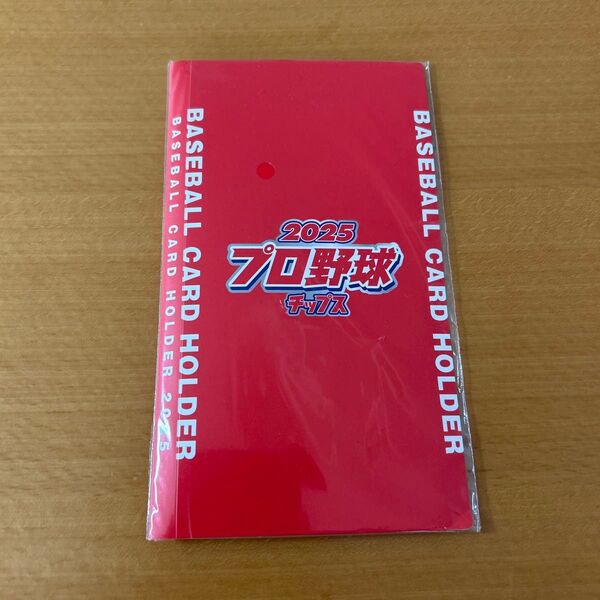 BASEBALL CARD HOLDER
BASEBALL CARD HOLDER 2025
2025
プロ野球
チップス
BASEBALL CARD HOLDER